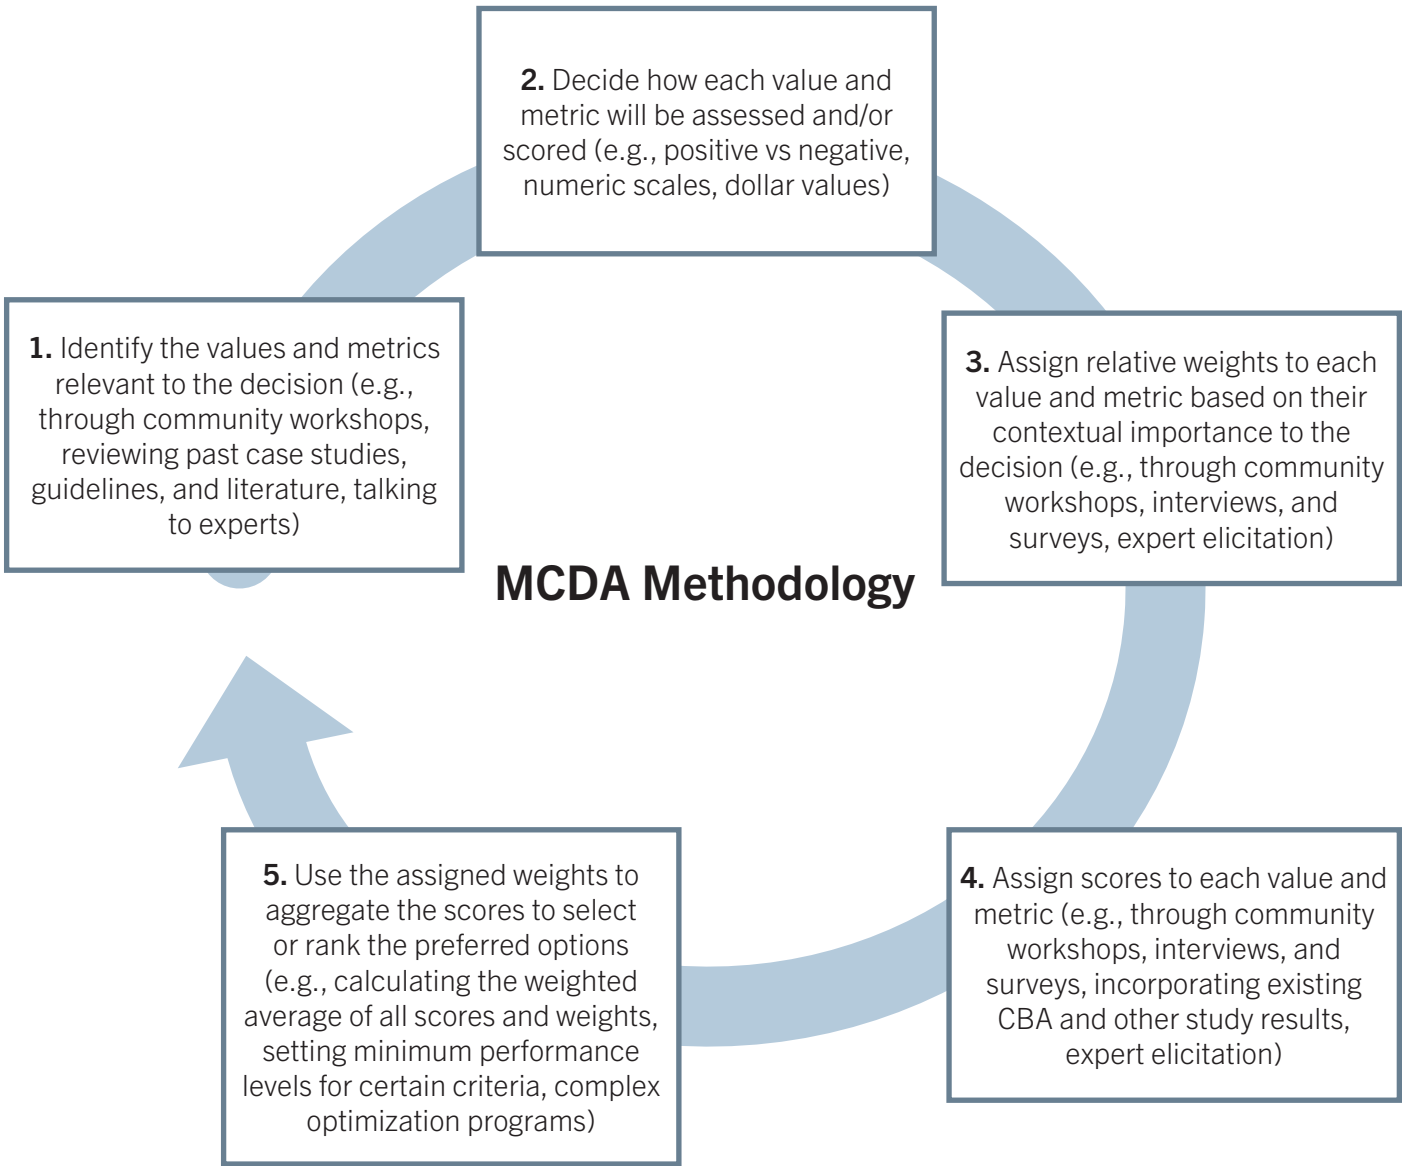 2. Decide how each value and
metric will be assessed and/or
scored (e.g., positive vs negative,
numeric scales, dollar values)
1. Identify the values and metrics
relevant to the decision (e.g.,
through community workshops,
reviewing past case studies,
guidelines, and literature, talking
to experts)
3. Assign relative weights to each
value and metric based on their
contextual importance to the
decision (e.g., through community
workshops, interviews, and
surveys, expert elicitation)
MCDA Methodology
5. Use the assigned weights to
aggregate the scores to select
or rank the preferred options
(e.g., calculating the weighted
average of all scores and weights,
setting minimum performance
levels for certain criteria, complex
optimization programs)
4. Assign scores to each value and
metric (e.g., through community
workshops, interviews, and
surveys, incorporating existing
CBA and other study results,
expert elicitation)